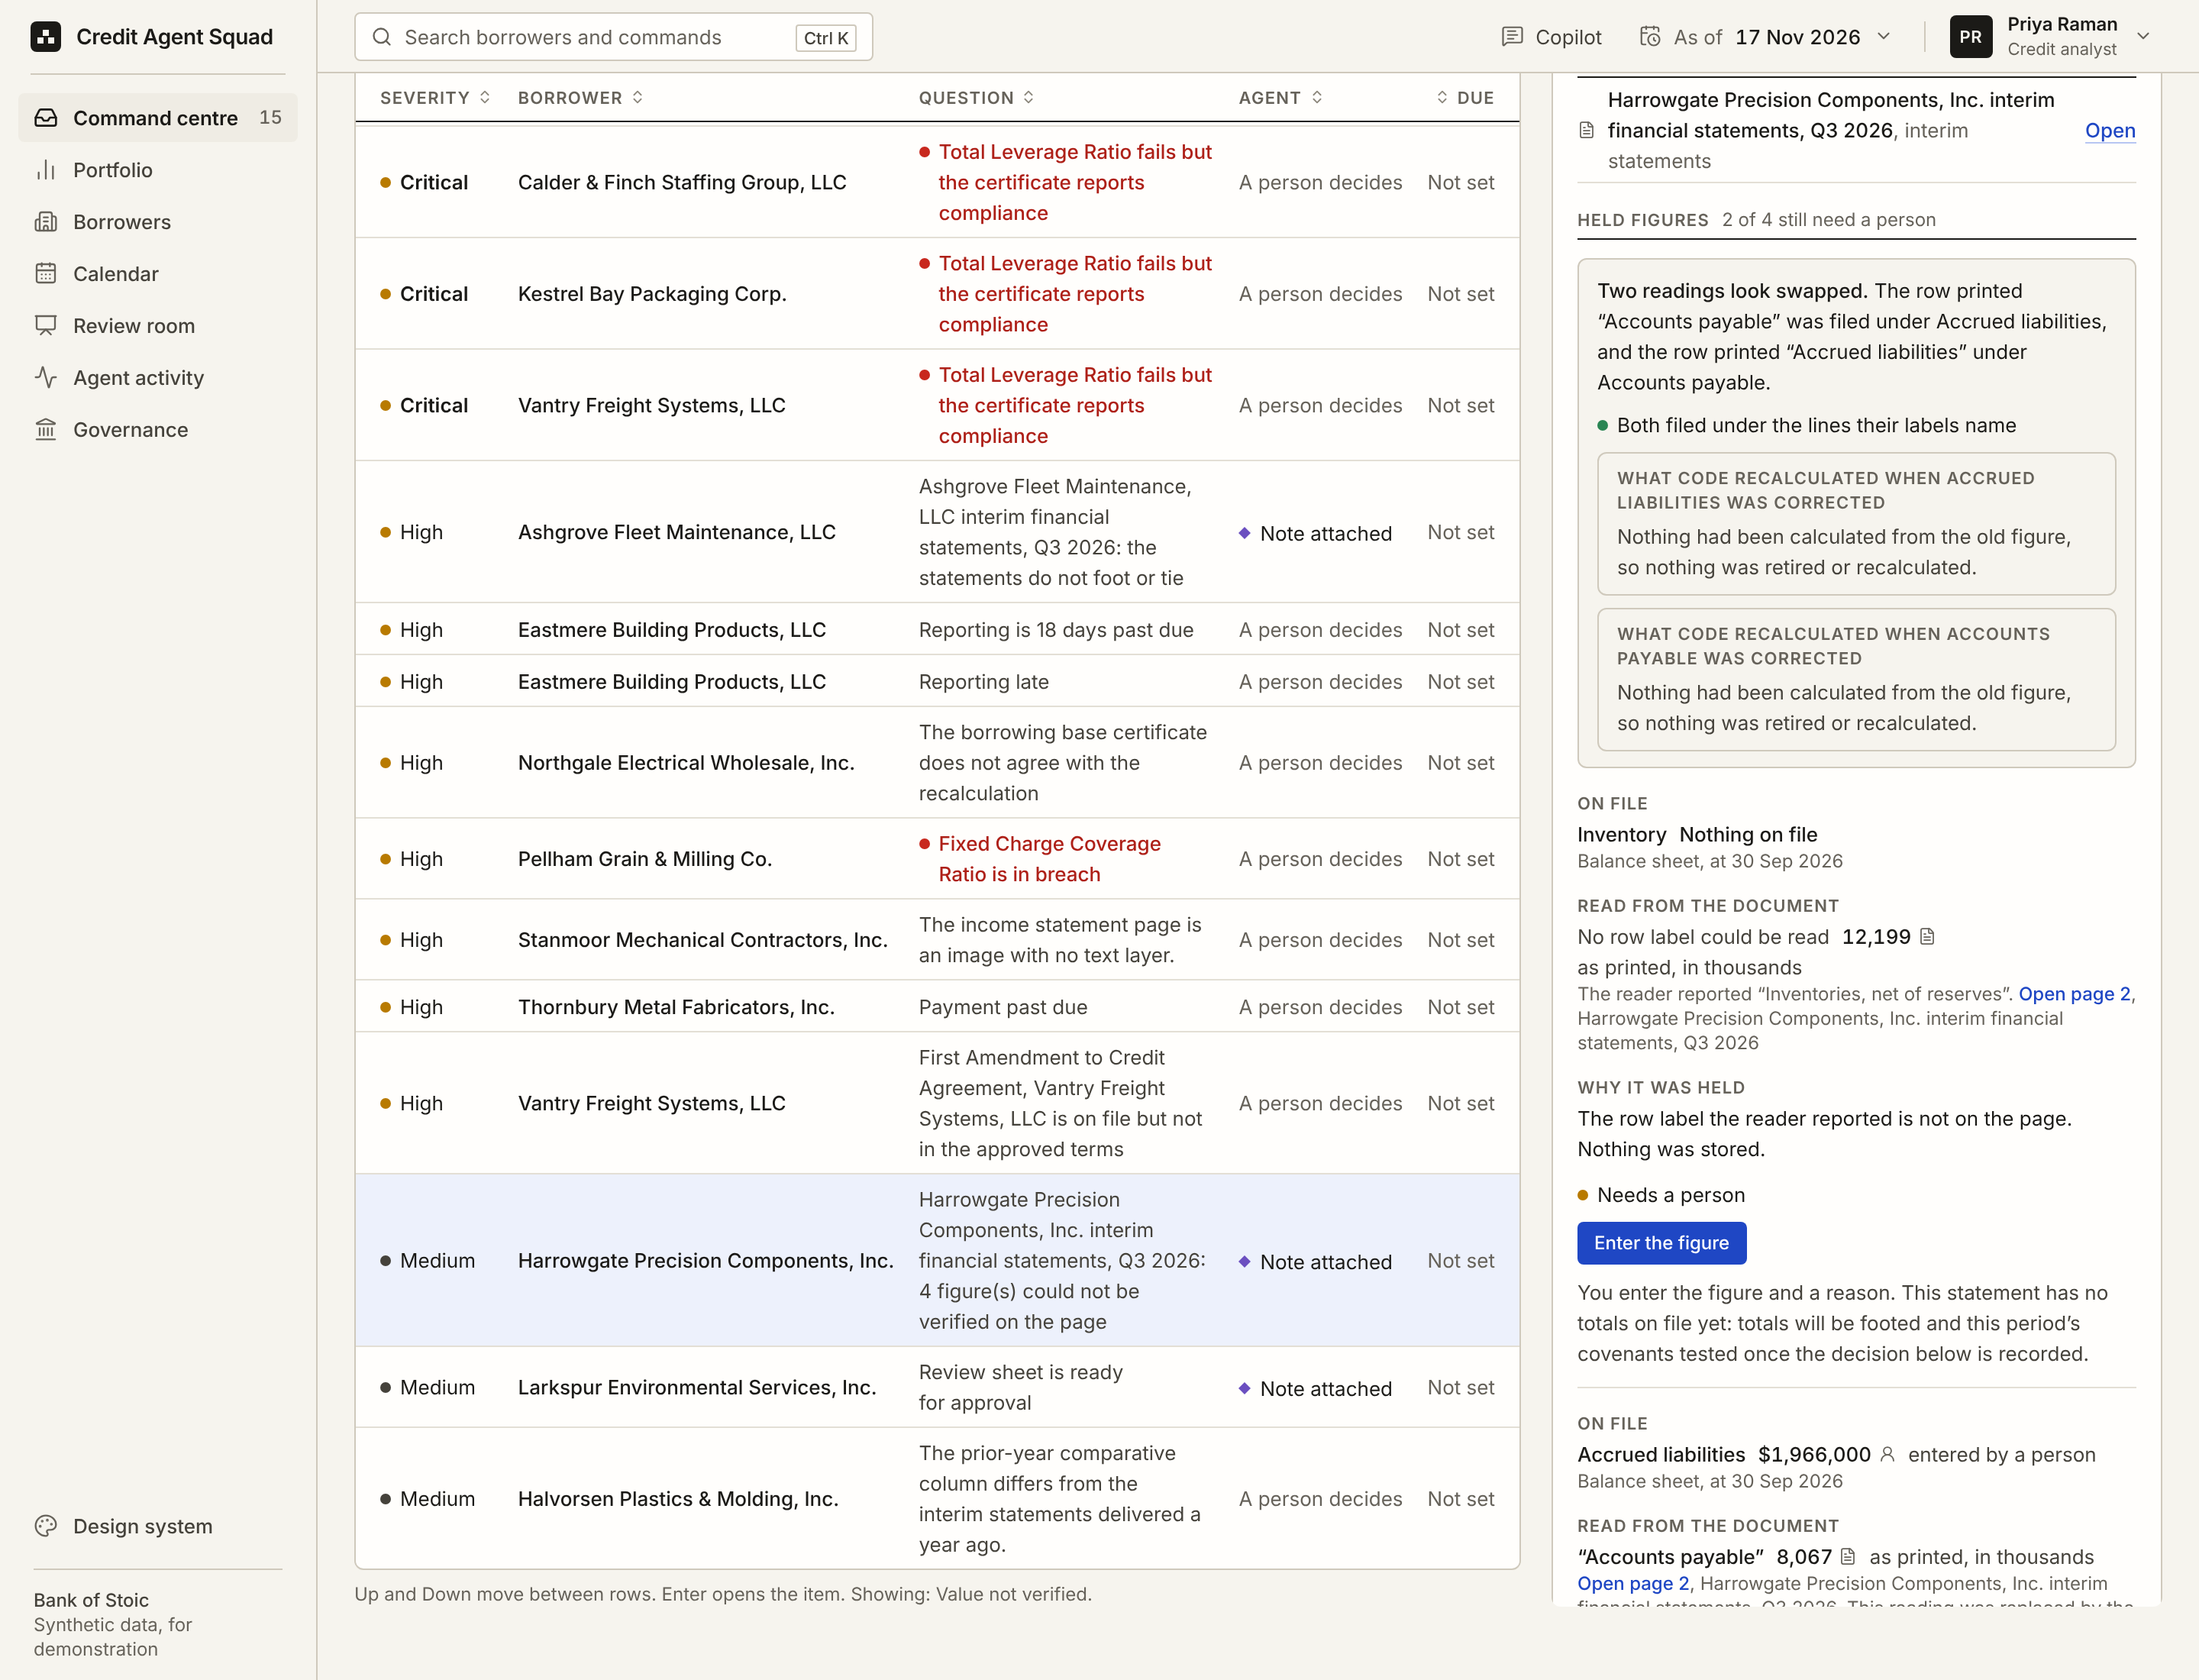 Credit Agent Squad
Command centre 15
Portfolio
Borrowers
Calendar
Review room
Agent activity
Governance
Design system
Bank of Stoic
Synthetic data, for
demonstration
Search borrowers and commands Ctrl K
Copilot
As of 17 Nov 2026
PR
Priya Raman
Credit analyst
SEVERITY BORROWER QUESTION AGENT DUE
Critical Calder & Finch Staffing Group, LLC
Total Leverage Ratio fails but
the certificate reports
compliance
A person decides Not set
Critical Kestrel Bay Packaging Corp.
Total Leverage Ratio fails but
the certificate reports
compliance
A person decides Not set
Critical Vantry Freight Systems, LLC
Total Leverage Ratio fails but
the certificate reports
compliance
A person decides Not set
High Ashgrove Fleet Maintenance, LLC
Ashgrove Fleet Maintenance,
LLC interim financial
statements, Q3 2026: the
statements do not foot or tie
Note attached Not set
High Eastmere Building Products, LLC Reporting is 18 days past due A person decides Not set
High Eastmere Building Products, LLC Reporting late A person decides Not set
High Northgale Electrical Wholesale, Inc.
The borrowing base certificate
does not agree with the
recalculation
A person decides Not set
High Pellham Grain & Milling Co.
Fixed Charge Coverage
Ratio is in breach
A person decides Not set
High Stanmoor Mechanical Contractors, Inc.
The income statement page is
an image with no text layer.
A person decides Not set
High Thornbury Metal Fabricators, Inc. Payment past due A person decides Not set
High Vantry Freight Systems, LLC
First Amendment to Credit
Agreement, Vantry Freight
Systems, LLC is on file but not
in the approved terms
A person decides Not set
Medium Harrowgate Precision Components, Inc.
Harrowgate Precision
Components, Inc. interim
financial statements, Q3 2026:
4 figure(s) could not be
verified on the page
Note attached Not set
Medium Larkspur Environmental Services, Inc.
Review sheet is ready
for approval
Note attached Not set
Medium Halvorsen Plastics & Molding, Inc.
The prior-year comparative
column differs from the
interim statements delivered a
year ago.
A person decides Not set
Up and Down move between rows. Enter opens the item. Showing: Value not verified.
Harrowgate Precision Components, Inc. interim
financial statements, Q3 2026, interim
statements
Open
HELD FIGURES 2 of 4 still need a person
Two readings look swapped. The row printed
“Accounts payable” was filed under Accrued liabilities,
and the row printed “Accrued liabilities” under
Accounts payable.
Both filed under the lines their labels name
WHAT CODE RECALCULATED WHEN ACCRUED
LIABILITIES WAS CORRECTED
Nothing had been calculated from the old figure,
so nothing was retired or recalculated.
WHAT CODE RECALCULATED WHEN ACCOUNTS
PAYABLE WAS CORRECTED
Nothing had been calculated from the old figure,
so nothing was retired or recalculated.
ON FILE
Inventory Nothing on file
Balance sheet, at 30 Sep 2026
READ FROM THE DOCUMENT
No row label could be read 12,199
as printed, in thousands
The reader reported “Inventories, net of reserves”. Open page 2,
Harrowgate Precision Components, Inc. interim financial
statements, Q3 2026
WHY IT WAS HELD
The row label the reader reported is not on the page.
Nothing was stored.
Needs a person
Enter the figure
You enter the figure and a reason. This statement has no
totals on file yet: totals will be footed and this period’s
covenants tested once the decision below is recorded.
ON FILE
Accrued liabilities $1,966,000 entered by a person
Balance sheet, at 30 Sep 2026
READ FROM THE DOCUMENT
“Accounts payable” 8,067 as printed, in thousands
Open page 2, Harrowgate Precision Components, Inc. interim
financial statements, Q3 2026. This reading was replaced by the